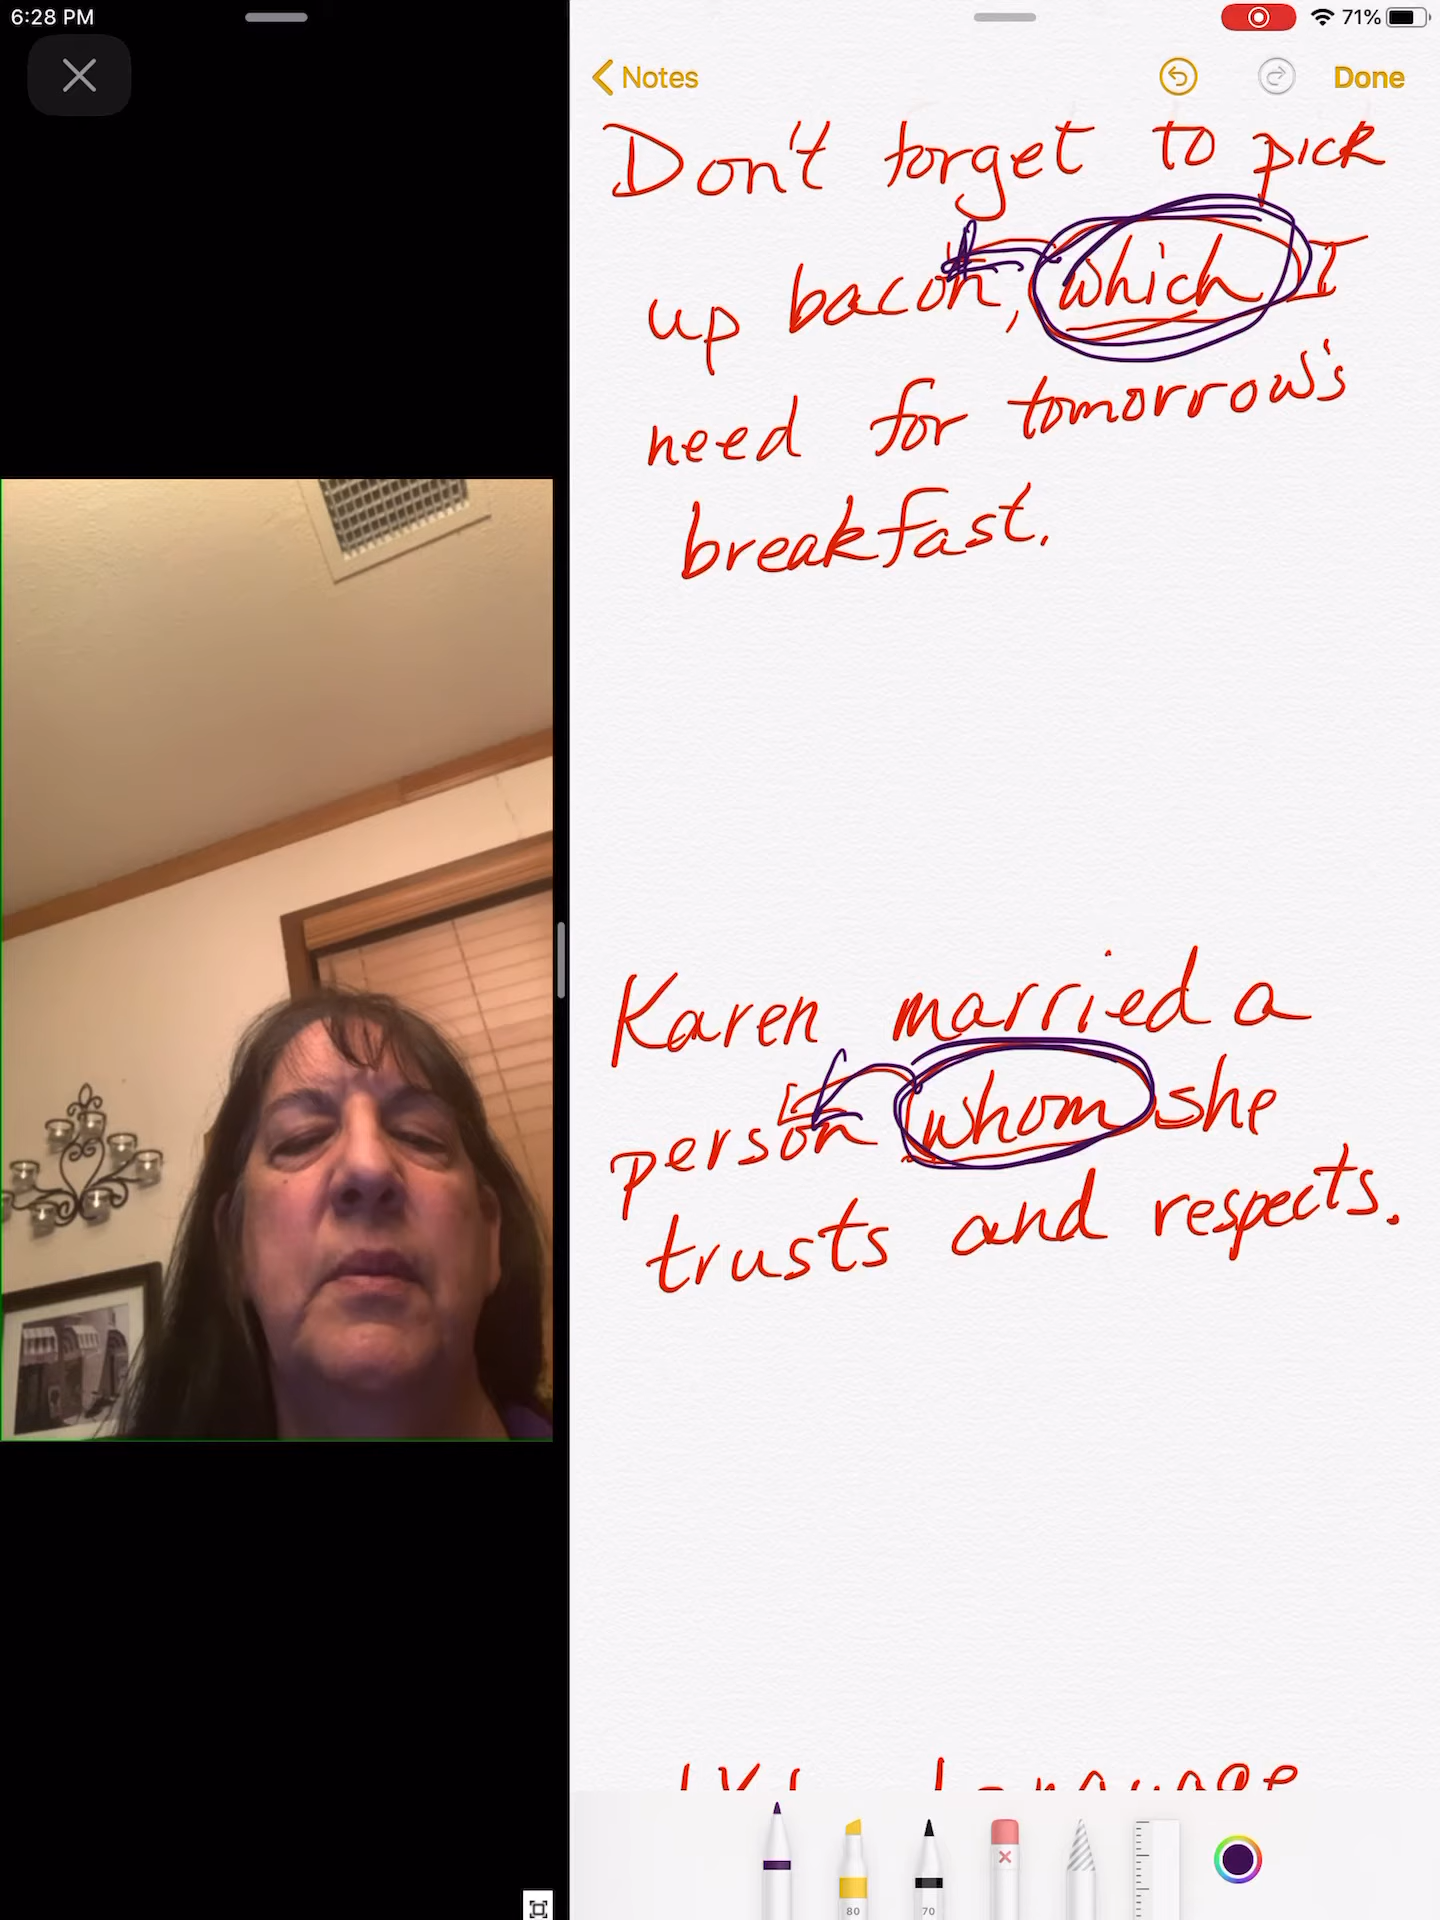 6:28 PM
71%
Notes
Done
Don't forget to pick
up bacon, which I
need for tomorrow's
breakfast.
Karen married a
person whom she
trusts and respects.
language
80
70